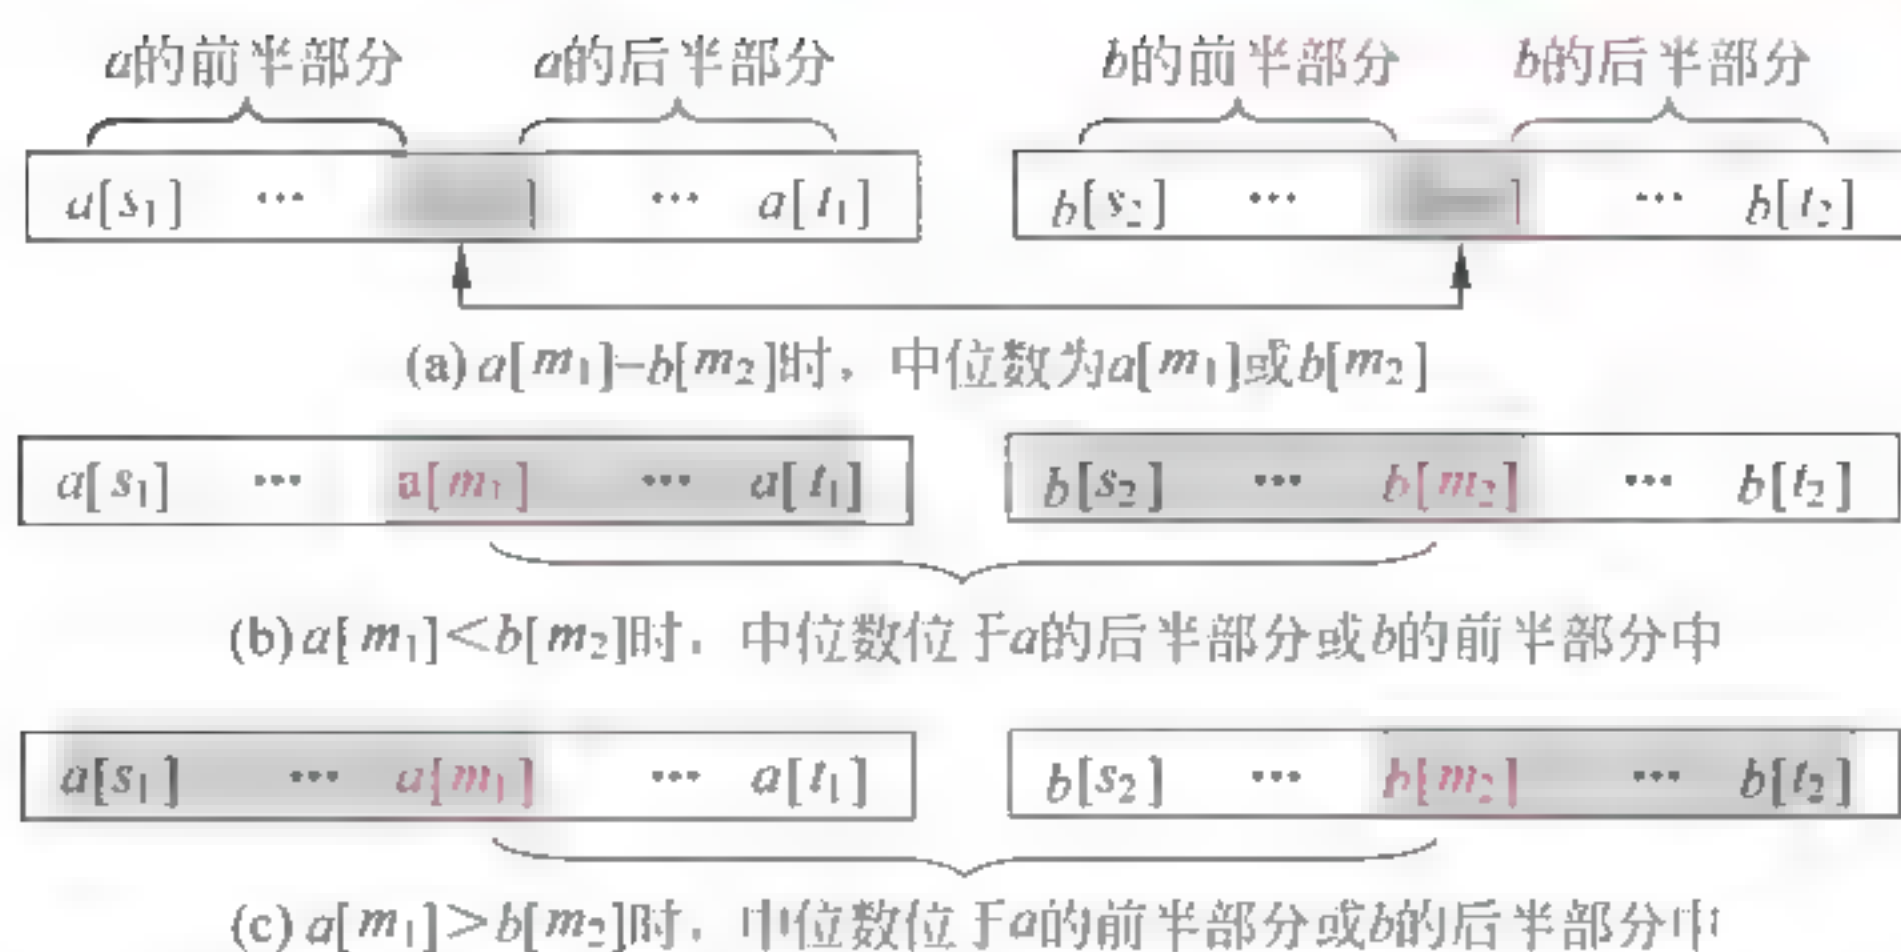 a的前半部分 a的后半部分 b的前半部分 b的后半部分
a[s₁] ··· ] ··· a[t₁] b[s₂] ··· ] ··· b[t₂]
(a) a[m₁]=b[m₂]时，中位数为a[m₁]或b[m₂]
a[s₁] ··· a[m₁] ··· a[t₁] b[s₂] ··· b[m₂] ··· b[t₂]
(b) a[m₁]<b[m₂]时，中位数位于a的后半部分或b的前半部分中
a[s₁] ··· a[m₁] ··· a[t₁] b[s₂] ··· b[m₂] ··· b[t₂]
(c) a[m₁]>b[m₂]时，中位数位于a的前半部分或b的后半部分中